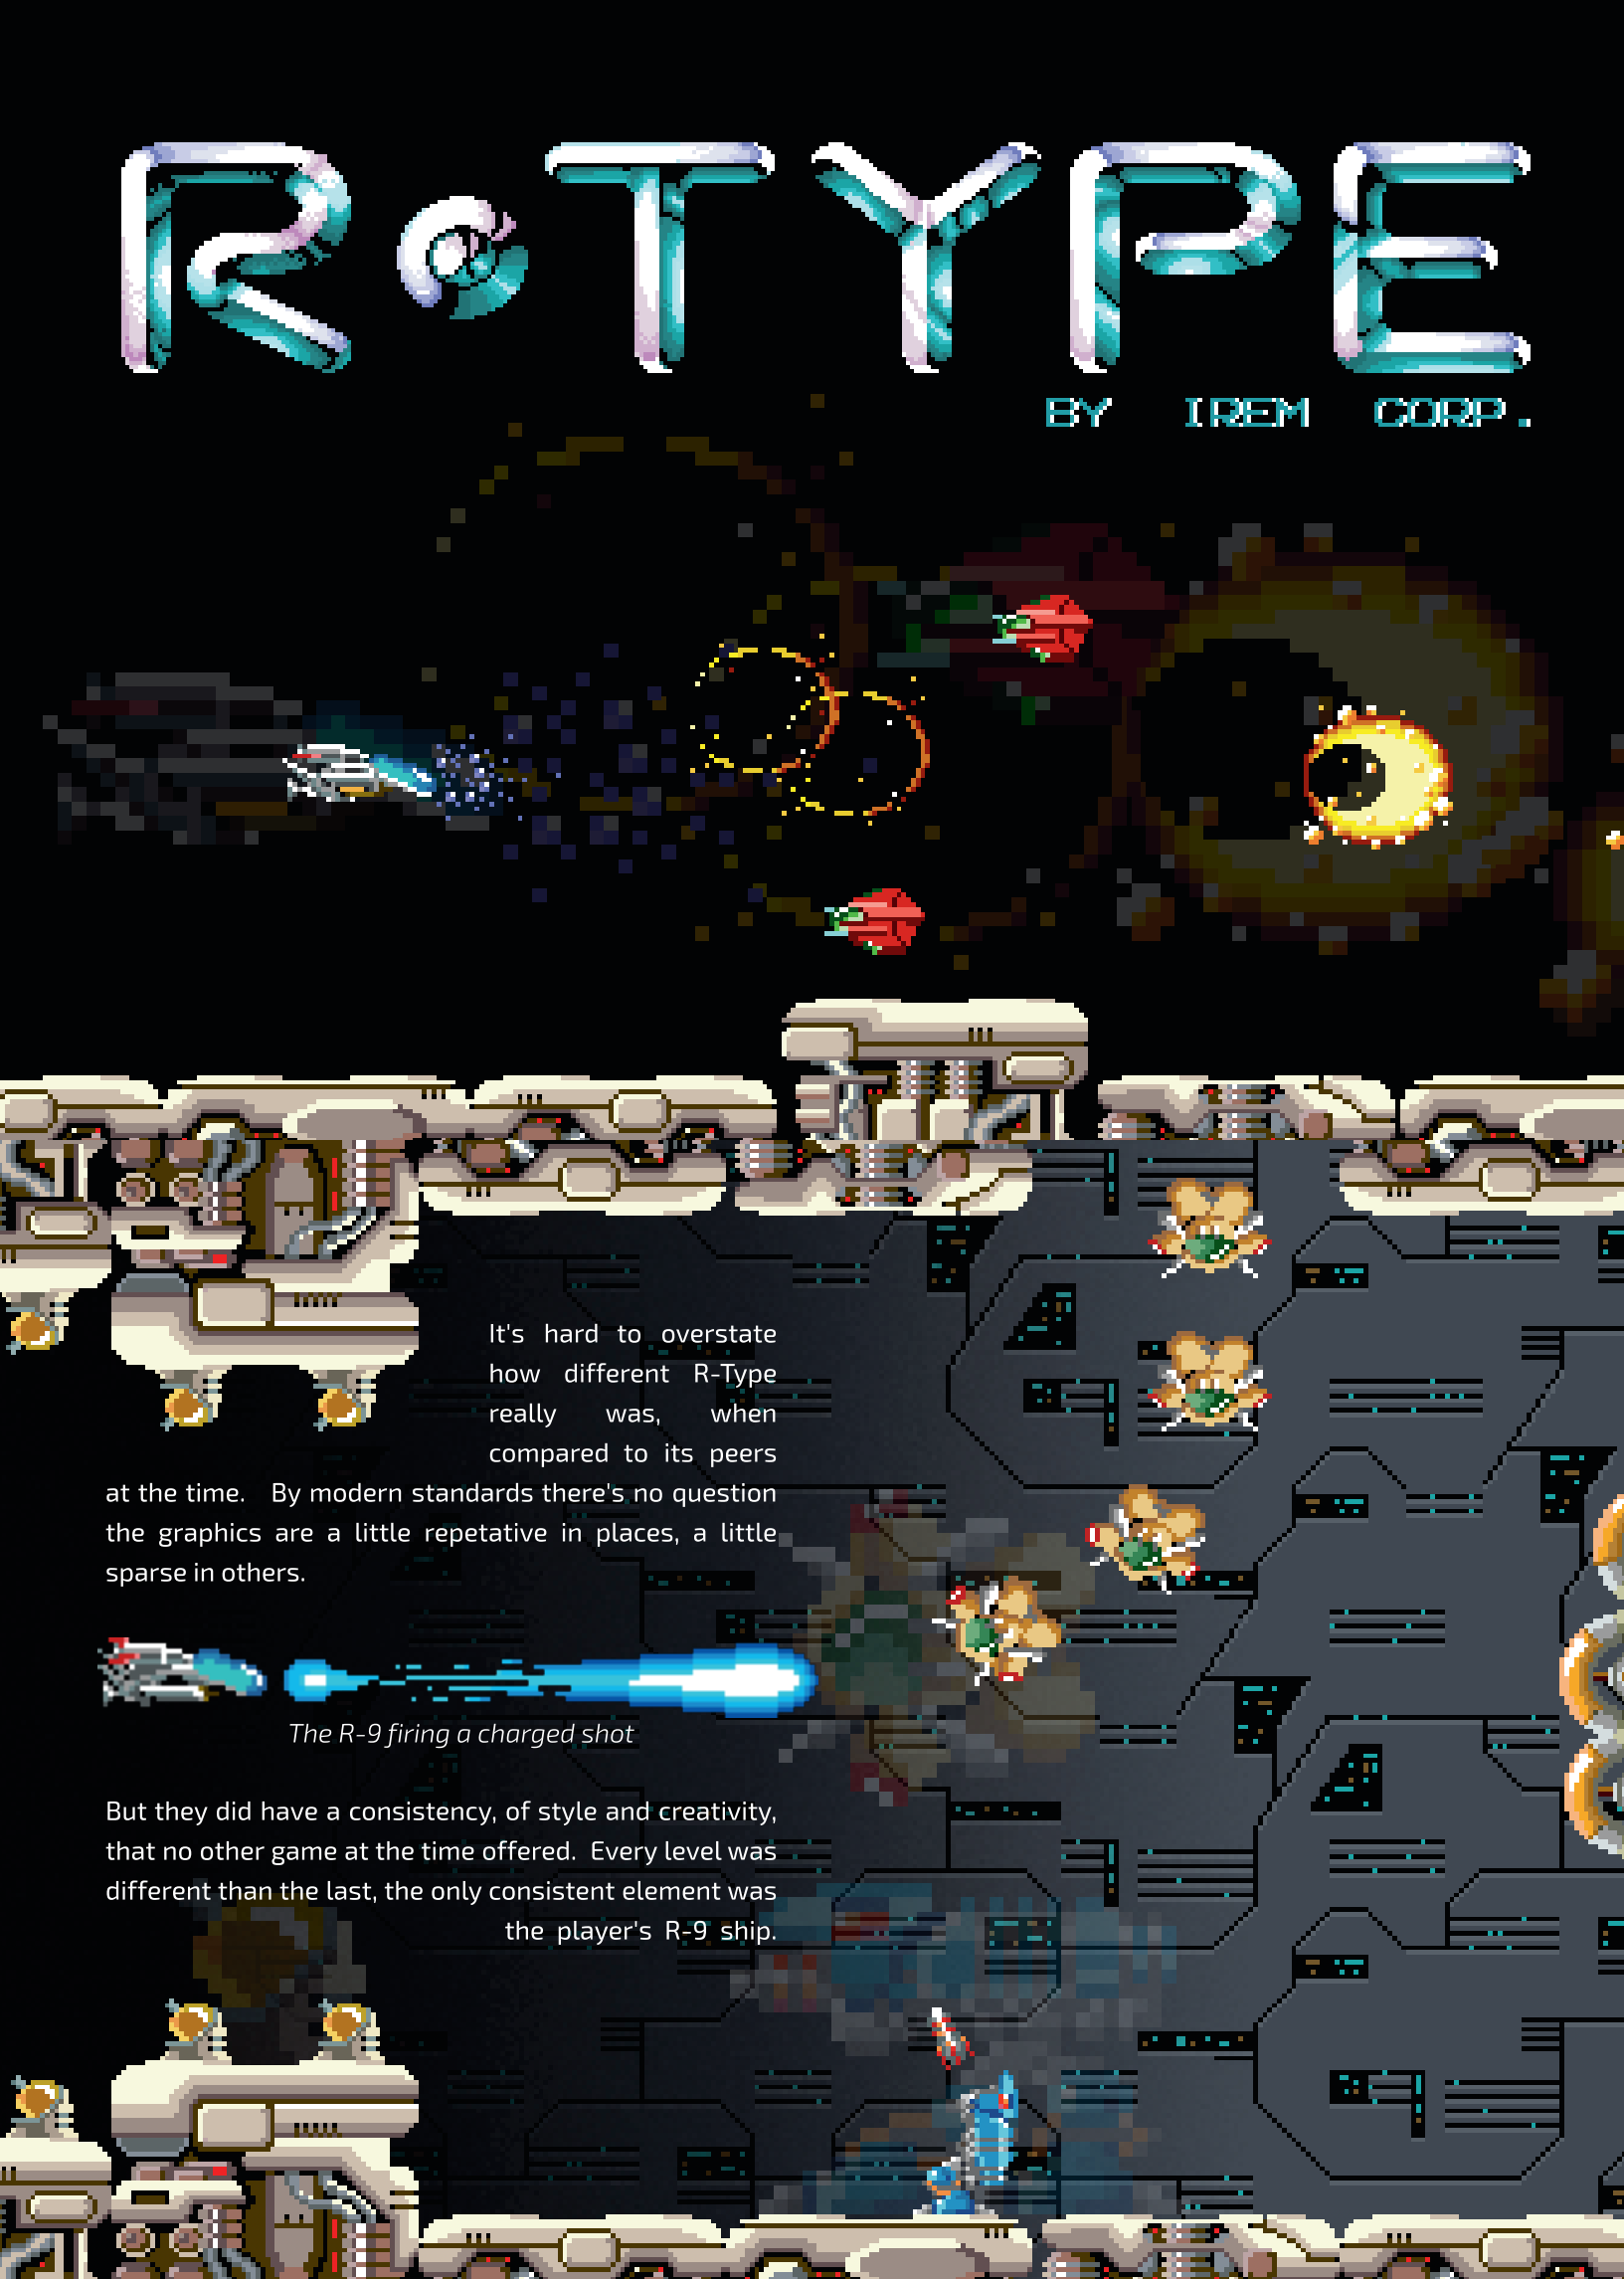 R•TYPE
BY IREM CORP.
It's hard to overstate
how different R-Type
really was, when
compared to its peers
at the time. By modern standards there's no question
the graphics are a little repetative in places, a little
sparse in others.
The R-9 firing a charged shot
But they did have a consistency, of style and creativity,
that no other game at the time offered. Every level was
different than the last, the only consistent element was
the player's R-9 ship.